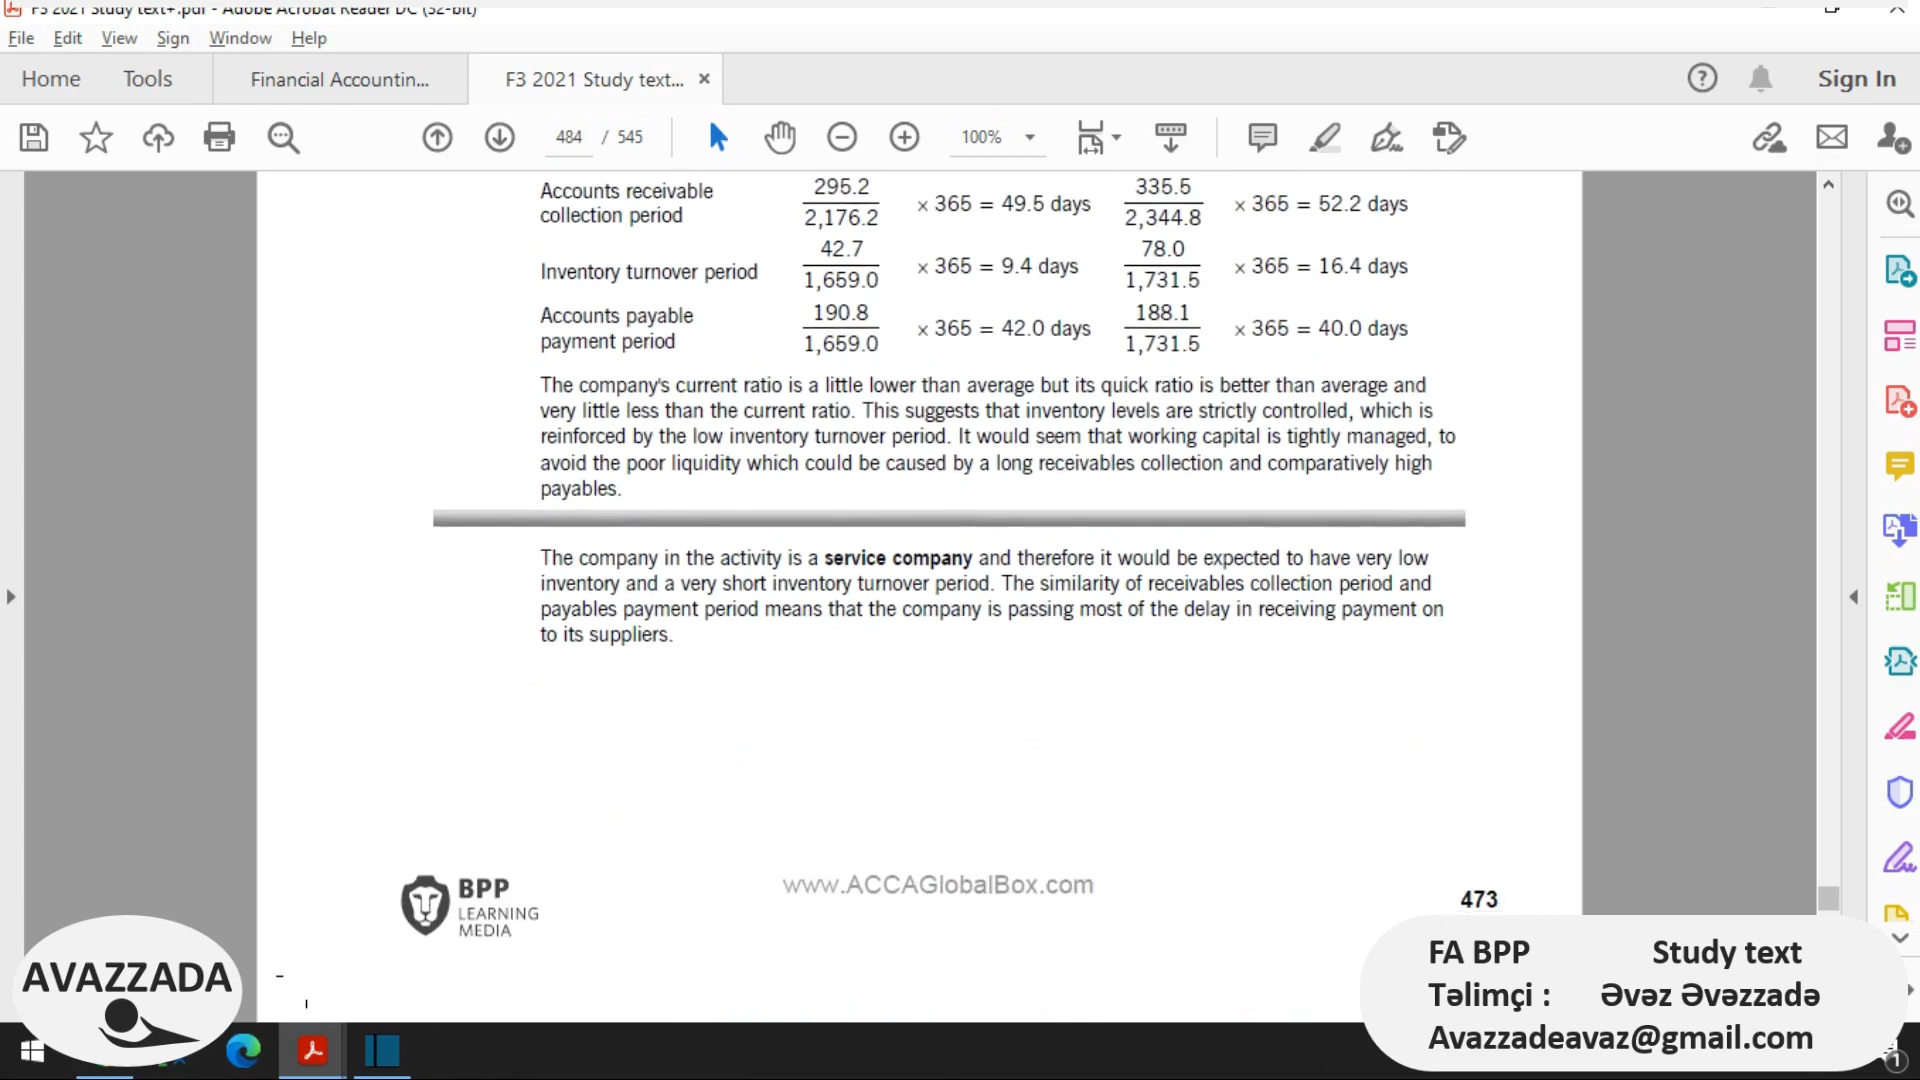 F3 2021 Study text+.pdf - Adobe Acrobat Reader DC (32-bit)
File Edit View Sign Window Help
Home Tools Financial Accountin... F3 2021 Study text... × Sign In
484 / 545 100%
Accounts receivable
collection period
295.2
2,176.2
x 365 = 49.5 days
335.5
2,344.8
x 365 = 52.2 days
Inventory turnover period
42.7
1,659.0
x 365 = 9.4 days
78.0
1,731.5
x 365 = 16.4 days
Accounts payable
payment period
190.8
1,659.0
x 365 = 42.0 days
188.1
1,731.5
x 365 = 40.0 days
The company's current ratio is a little lower than average but its quick ratio is better than average and
very little less than the current ratio. This suggests that inventory levels are strictly controlled, which is
reinforced by the low inventory turnover period. It would seem that working capital is tightly managed, to
avoid the poor liquidity which could be caused by a long receivables collection and comparatively high
payables.
The company in the activity is a service company and therefore it would be expected to have very low
inventory and a very short inventory turnover period. The similarity of receivables collection period and
payables payment period means that the company is passing most of the delay in receiving payment on
to its suppliers.
BPP
LEARNING
MEDIA
www.ACCAGlobalBox.com
473
AVAZZADA
FA BPP Study text
Təlimçi : Əvəz Əvəzzadə
Avazzadeavaz@gmail.com
1